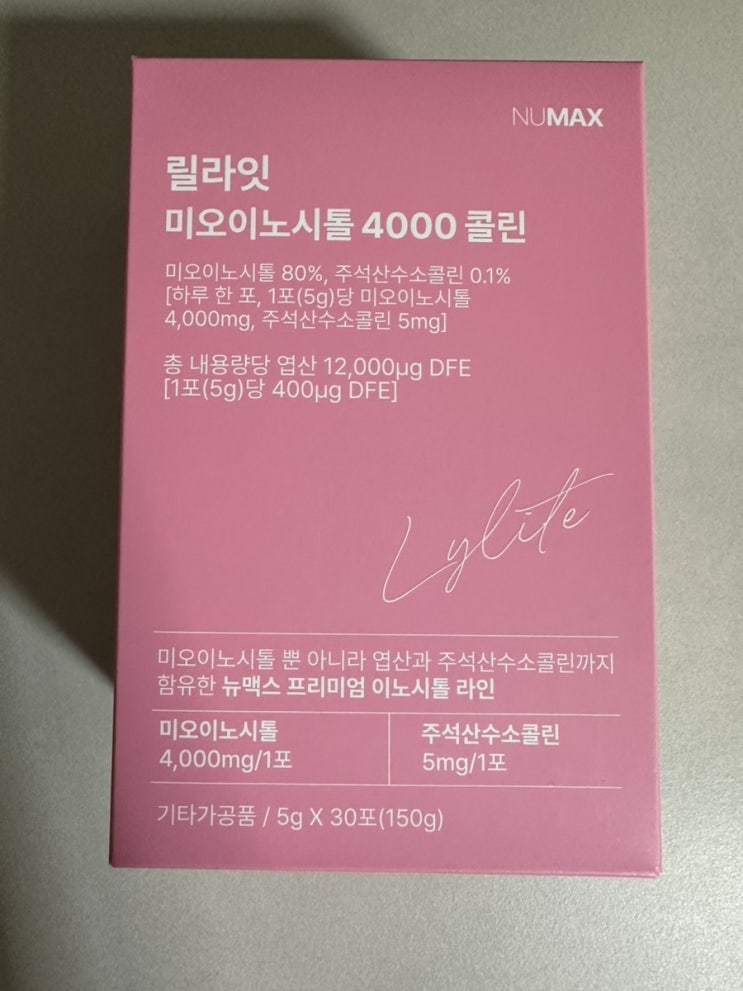 NUMAX
릴라잇
미오이노시톨 4000 콜린
미오이노시톨 80%, 주석산수소콜린 0.1%
[하루 한 포, 1포(5g)당 미오이노시톨
4,000mg, 주석산수소콜린 5mg]
총 내용량당 엽산 12,000μg DFE
[1포(5g)당 400μg DFE]
Lylite
미오이노시톨 뿐 아니라 엽산과 주석산수소콜린까지
함유한 뉴맥스 프리미엄 이노시톨 라인
미오이노시톨
4,000mg/1포
주석산수소콜린
5mg/1포
기타가공품 / 5g X 30포(150g)